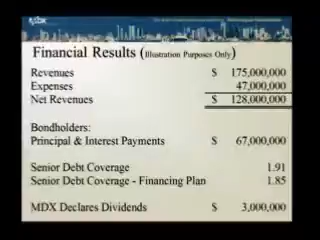 MDX
Financial Results (Illustration Purposes Only)
Revenues $ 175,000,000
Expenses 47,000,000
Net Revenues $ 128,000,000
Bondholders:
Principal & Interest Payments $ 67,000,000
Senior Debt Coverage 1.91
Senior Debt Coverage - Financing Plan 1.85
MDX Declares Dividends $ 3,000,000